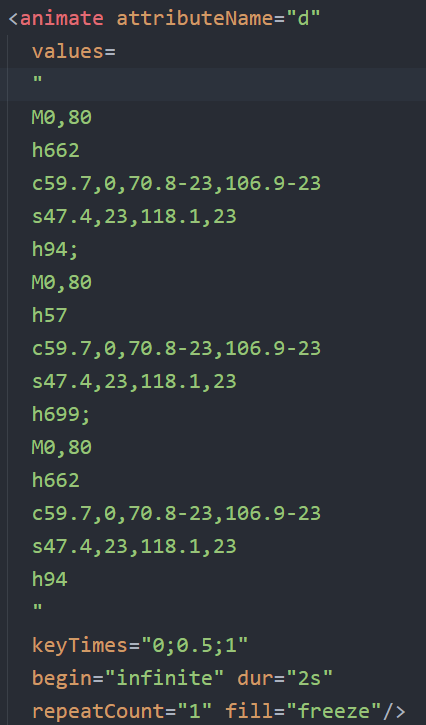 <animate attributeName="d"
values=
"
M0,80
h662
c59.7,0,70.8-23,106.9-23
s47.4,23,118.1,23
h94;
M0,80
h57
c59.7,0,70.8-23,106.9-23
s47.4,23,118.1,23
h699;
M0,80
h662
c59.7,0,70.8-23,106.9-23
s47.4,23,118.1,23
h94
"
keyTimes="0;0.5;1"
begin="infinite" dur="2s"
repeatCount="1" fill="freeze"/>